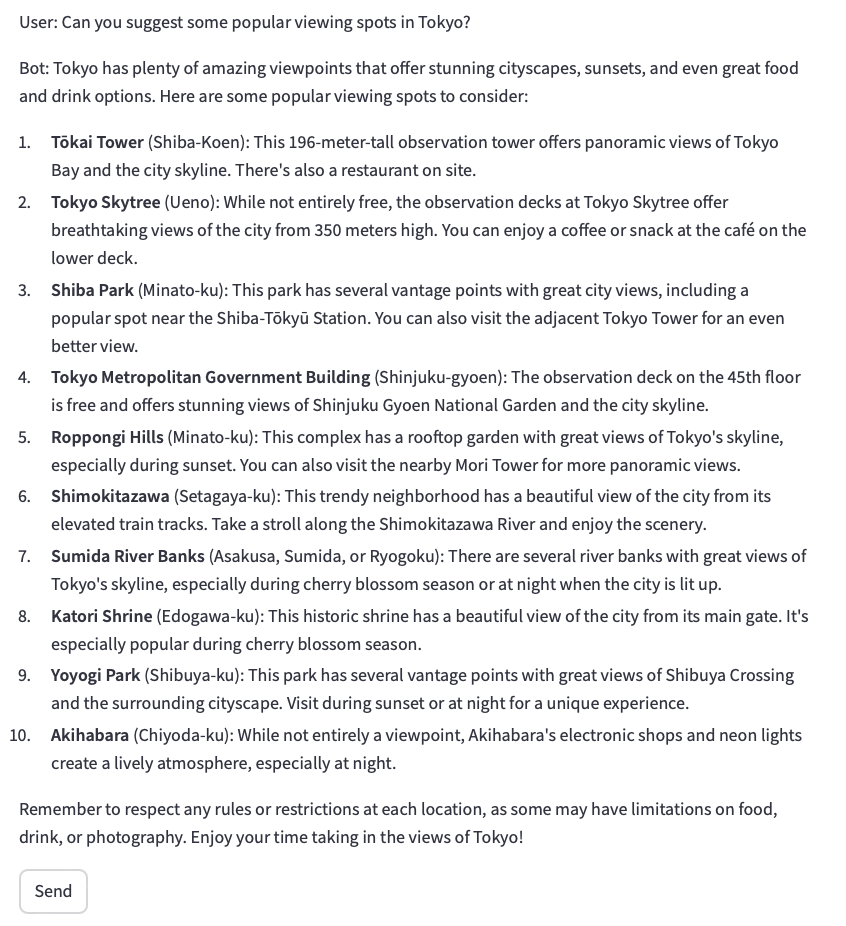 User: Can you suggest some popular viewing spots in Tokyo?
Bot: Tokyo has plenty of amazing viewpoints that offer stunning cityscapes, sunsets, and even great food
and drink options. Here are some popular viewing spots to consider:
1. Tōkai Tower (Shiba-Koen): This 196-meter-tall observation tower offers panoramic views of Tokyo
Bay and the city skyline. There's also a restaurant on site.
2. Tokyo Skytree (Ueno): While not entirely free, the observation decks at Tokyo Skytree offer
breathtaking views of the city from 350 meters high. You can enjoy a coffee or snack at the café on the
lower deck.
3. Shiba Park (Minato-ku): This park has several vantage points with great city views, including a
popular spot near the Shiba-Tōkyū Station. You can also visit the adjacent Tokyo Tower for an even
better view.
4. Tokyo Metropolitan Government Building (Shinjuku-gyoen): The observation deck on the 45th floor
is free and offers stunning views of Shinjuku Gyoen National Garden and the city skyline.
5. Roppongi Hills (Minato-ku): This complex has a rooftop garden with great views of Tokyo's skyline,
especially during sunset. You can also visit the nearby Mori Tower for more panoramic views.
6. Shimokitazawa (Setagaya-ku): This trendy neighborhood has a beautiful view of the city from its
elevated train tracks. Take a stroll along the Shimokitazawa River and enjoy the scenery.
7. Sumida River Banks (Asakusa, Sumida, or Ryogoku): There are several river banks with great views of
Tokyo's skyline, especially during cherry blossom season or at night when the city is lit up.
8. Katori Shrine (Edogawa-ku): This historic shrine has a beautiful view of the city from its main gate. It's
especially popular during cherry blossom season.
9. Yoyogi Park (Shibuya-ku): This park has several vantage points with great views of Shibuya Crossing
and the surrounding cityscape. Visit during sunset or at night for a unique experience.
10. Akihabara (Chiyoda-ku): While not entirely a viewpoint, Akihabara's electronic shops and neon lights
create a lively atmosphere, especially at night.
Remember to respect any rules or restrictions at each location, as some may have limitations on food,
drink, or photography. Enjoy your time taking in the views of Tokyo!
Send